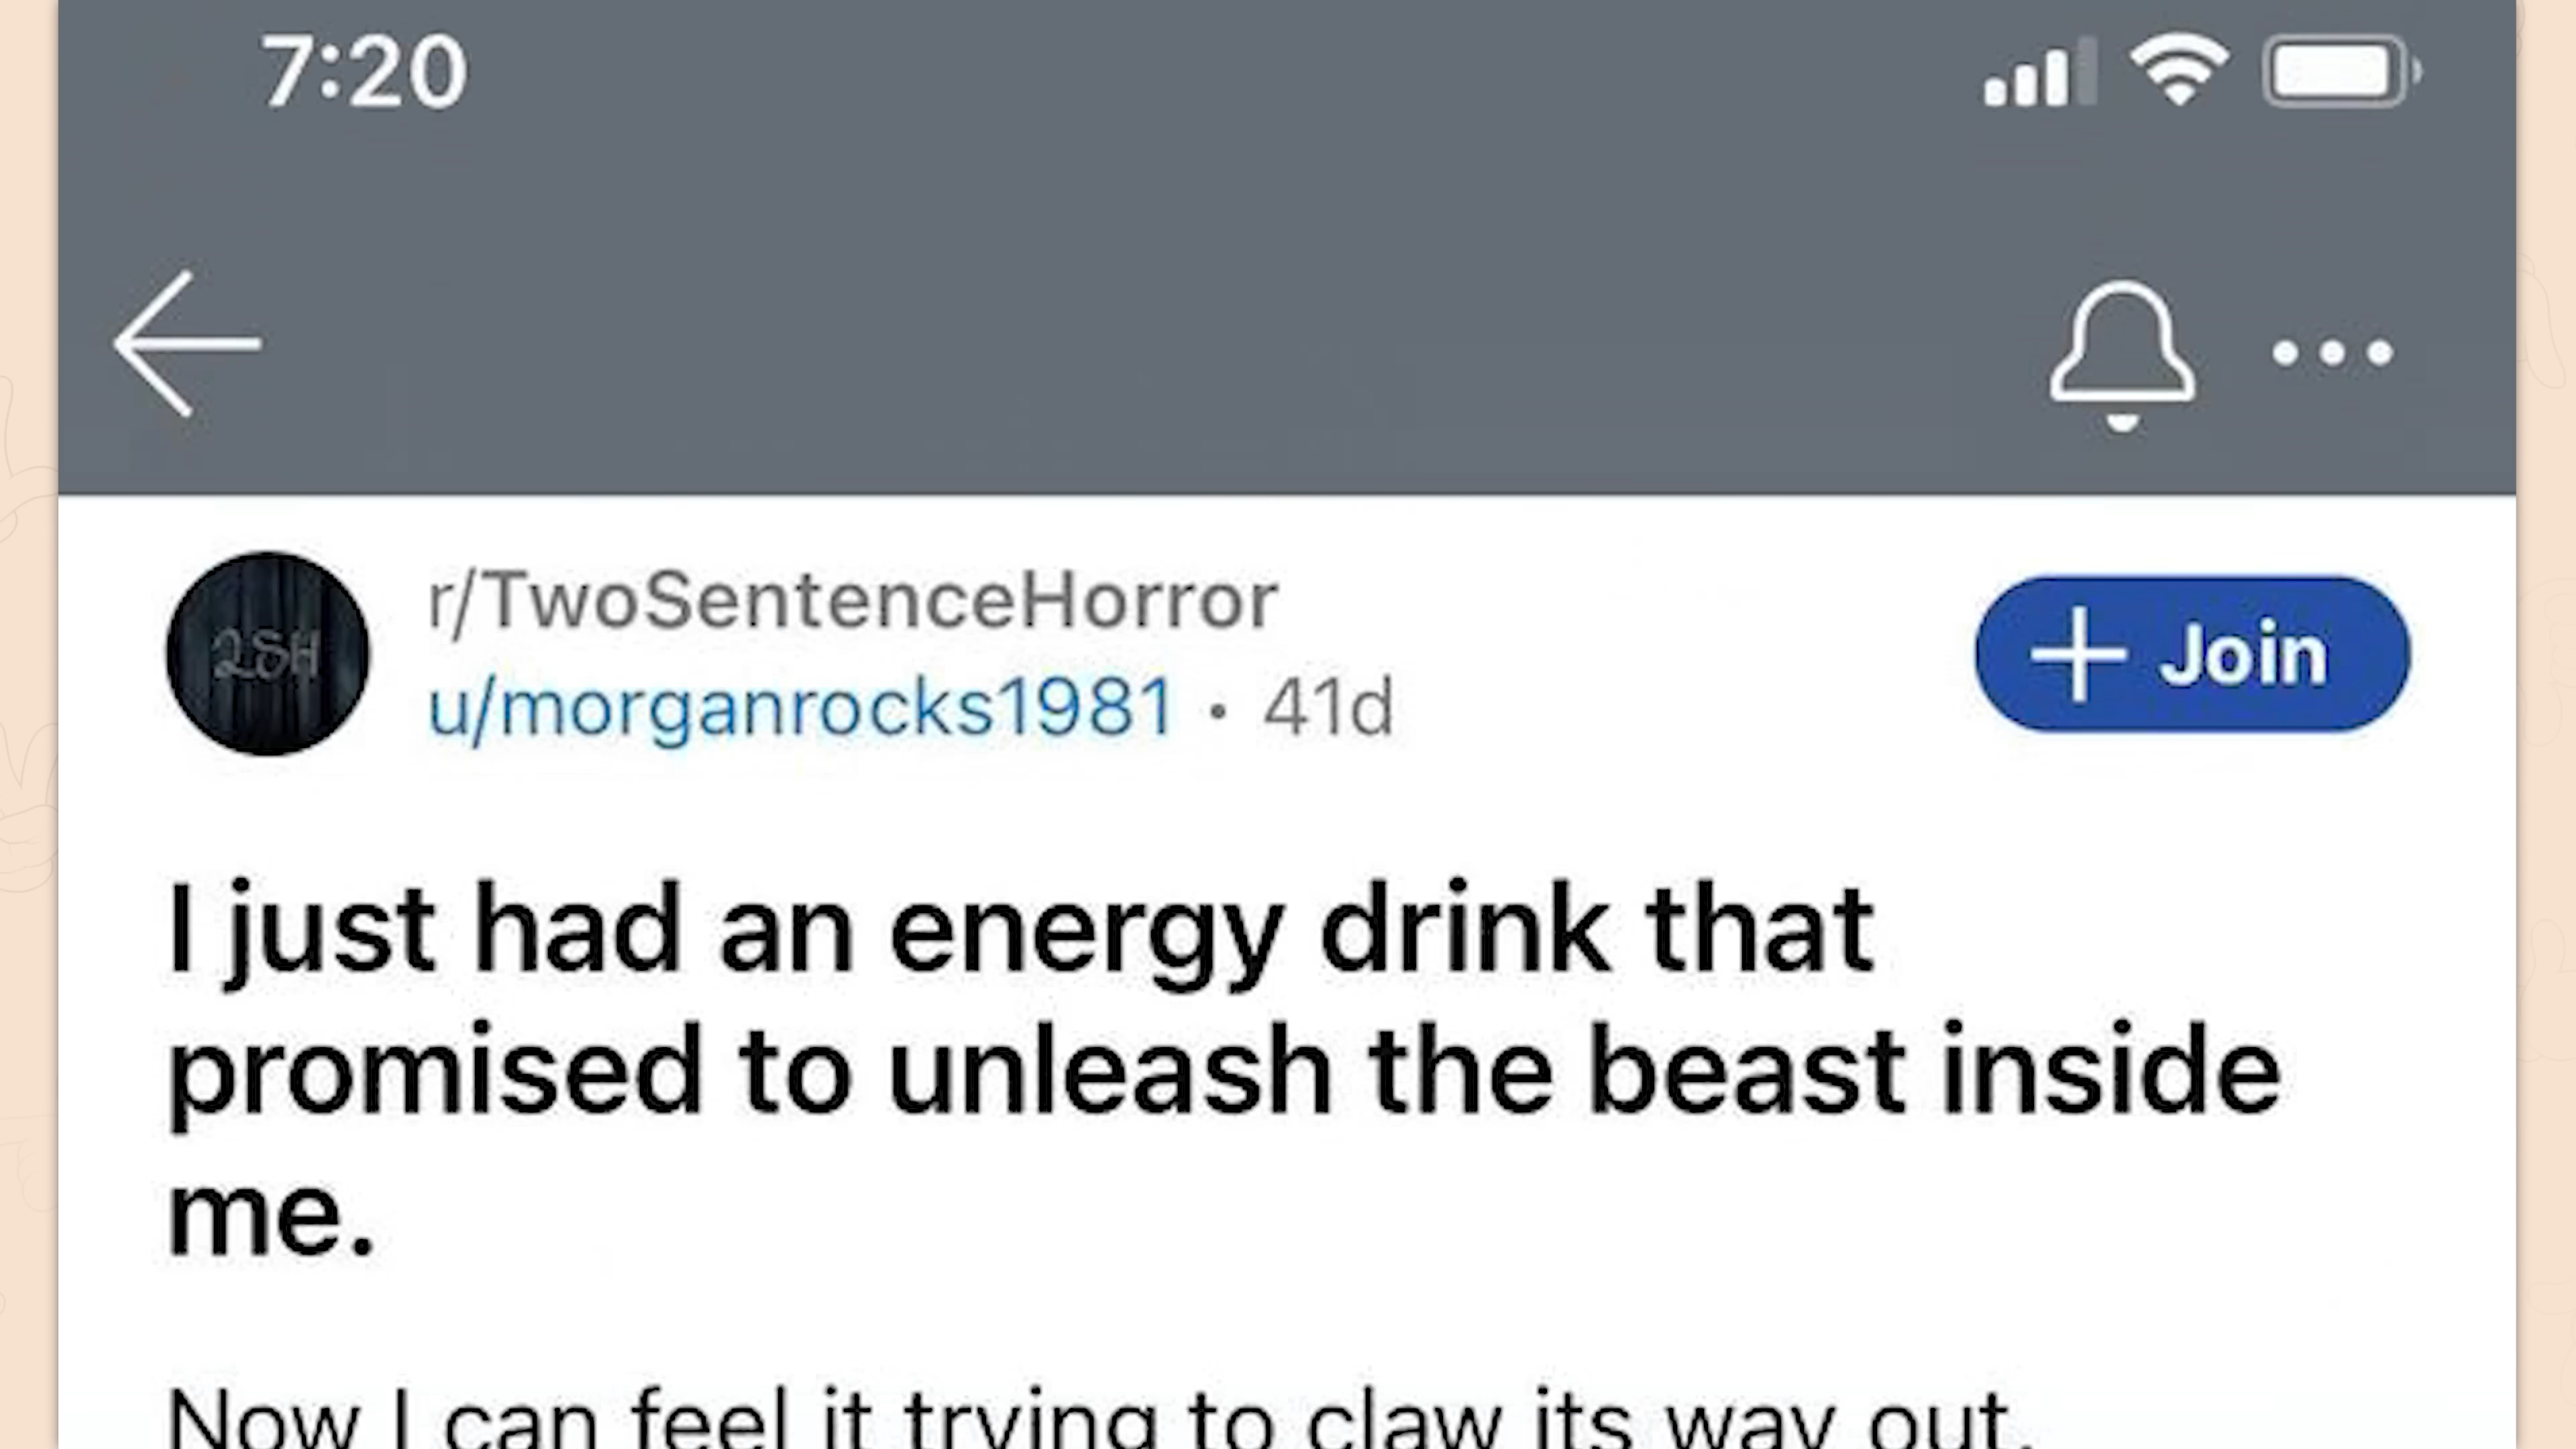 7:20
2SH
r/TwoSentenceHorror
u/morganrocks1981 • 41d
+ Join
I just had an energy drink that
promised to unleash the beast inside
me.
Now I can feel it trying to claw its way out.